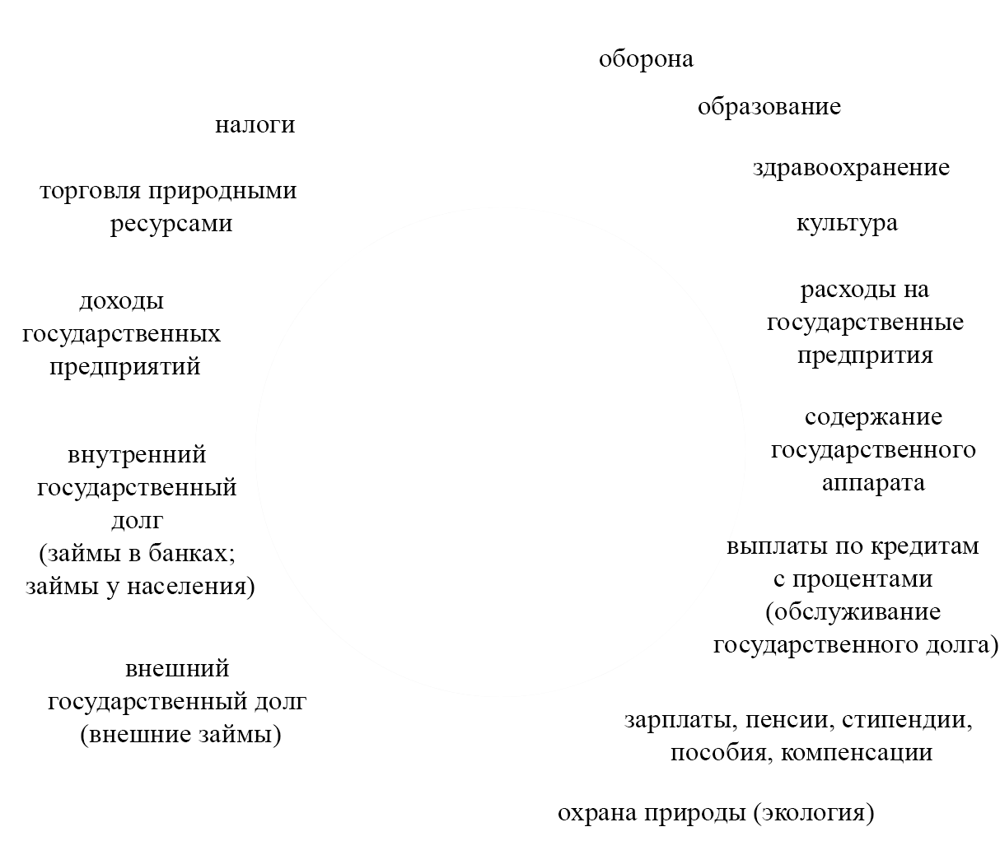 налоги
торговля природными
ресурсами
доходы
государственных
предприятий
внутренний
государственный
долг
(займы в банках;
займы у населения)
внешний
государственный долг
(внешние займы)
оборона
образование
здравоохранение
культура
расходы на
государственные
предпрития
содержание
государственного
аппарата
выплаты по кредитам
с процентами
(обслуживание
государственного долга)
зарплаты, пенсии, стипендии,
пособия, компенсации
охрана природы (экология)